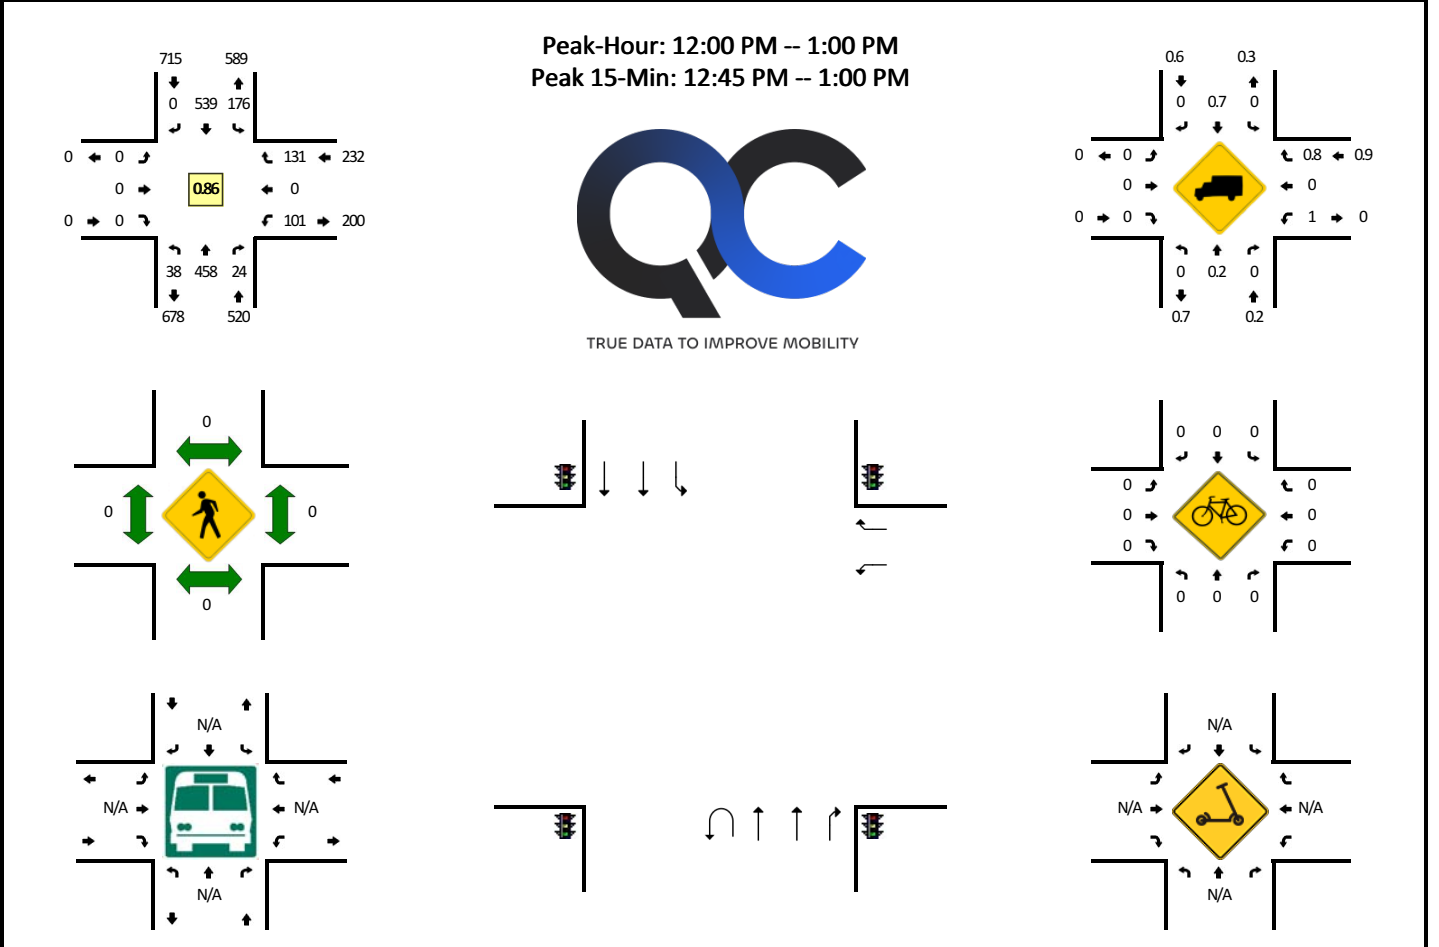 Peak-Hour: 12:00 PM -- 1:00 PM
Peak 15-Min: 12:45 PM -- 1:00 PM
715 589
0 539 176
0 0 131 232
0 0.86 0
0 0 101 200
38 458 24
678 520
TRUE DATA TO IMPROVE MOBILITY
0.6 0.3
0 0.7 0
0 0 0.8 0.9
0 0
0 0 1 0
0 0.2 0
0.7 0.2
0
0 0
0
0 0 0
0 0
0 0
0 0
0 0 0
N/A
N/A N/A
N/A
N/A
N/A N/A
N/A